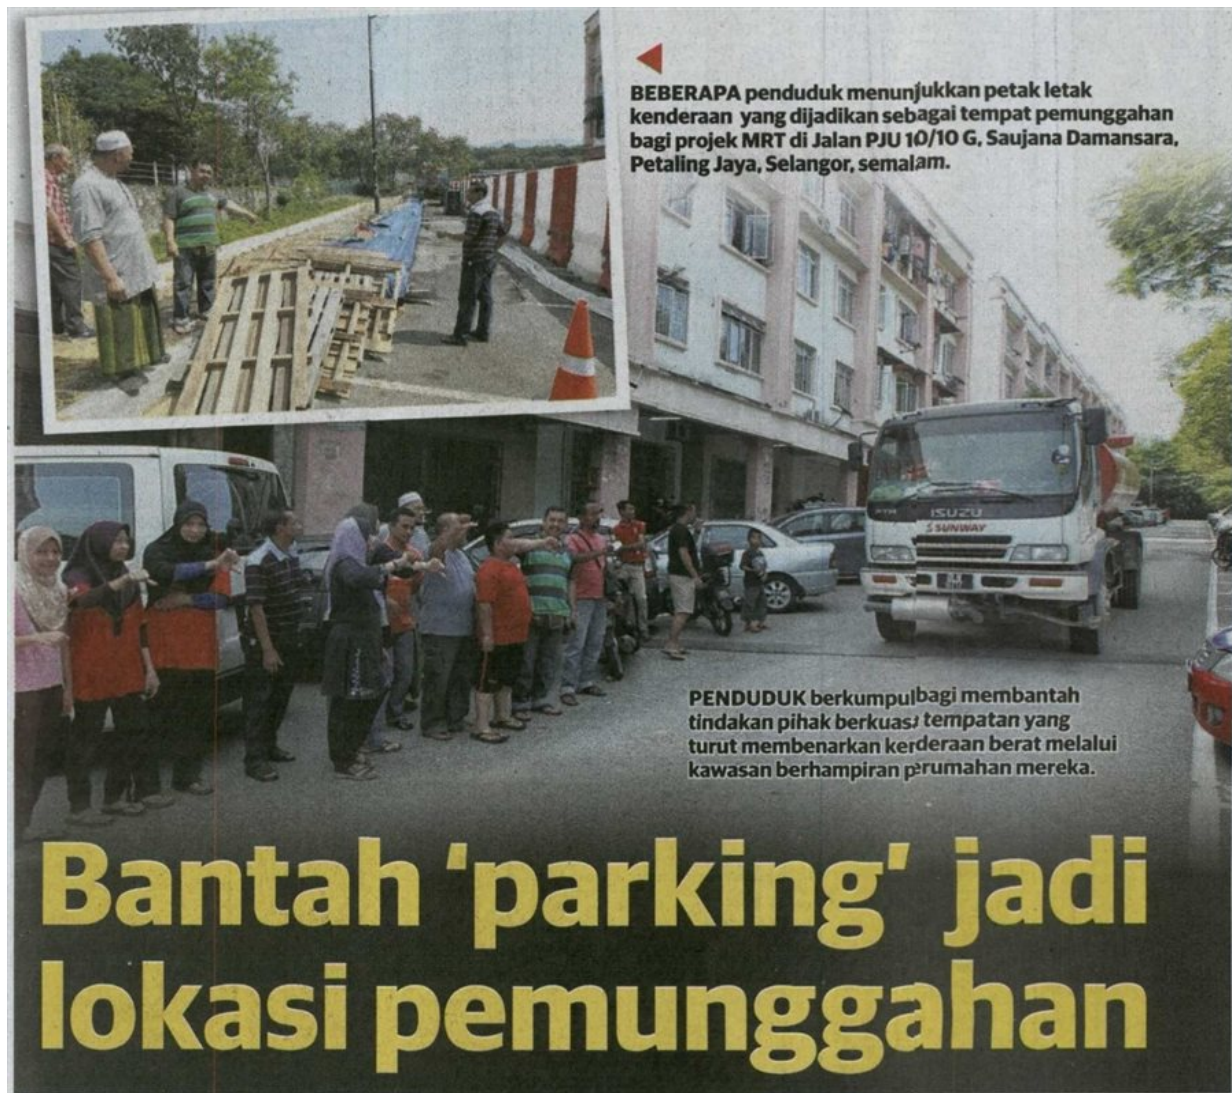 BEBERAPA penduduk menunjukkan petak letak
kenderaan yang dijadikan sebagai tempat pemunggahan
bagi projek MRT di Jalan PJU 10/10 G, Saujana Damansara,
Petaling Jaya, Selangor, semalam.
ISUZU
SUNWAY
PENDUDUK berkumpul bagi membantah
tindakan pihak berkuasa tempatan yang
turut membenarkan kenderaan berat melalui
kawasan berhampiran perumahan mereka.
Bantah 'parking' jadi
lokasi pemunggahan